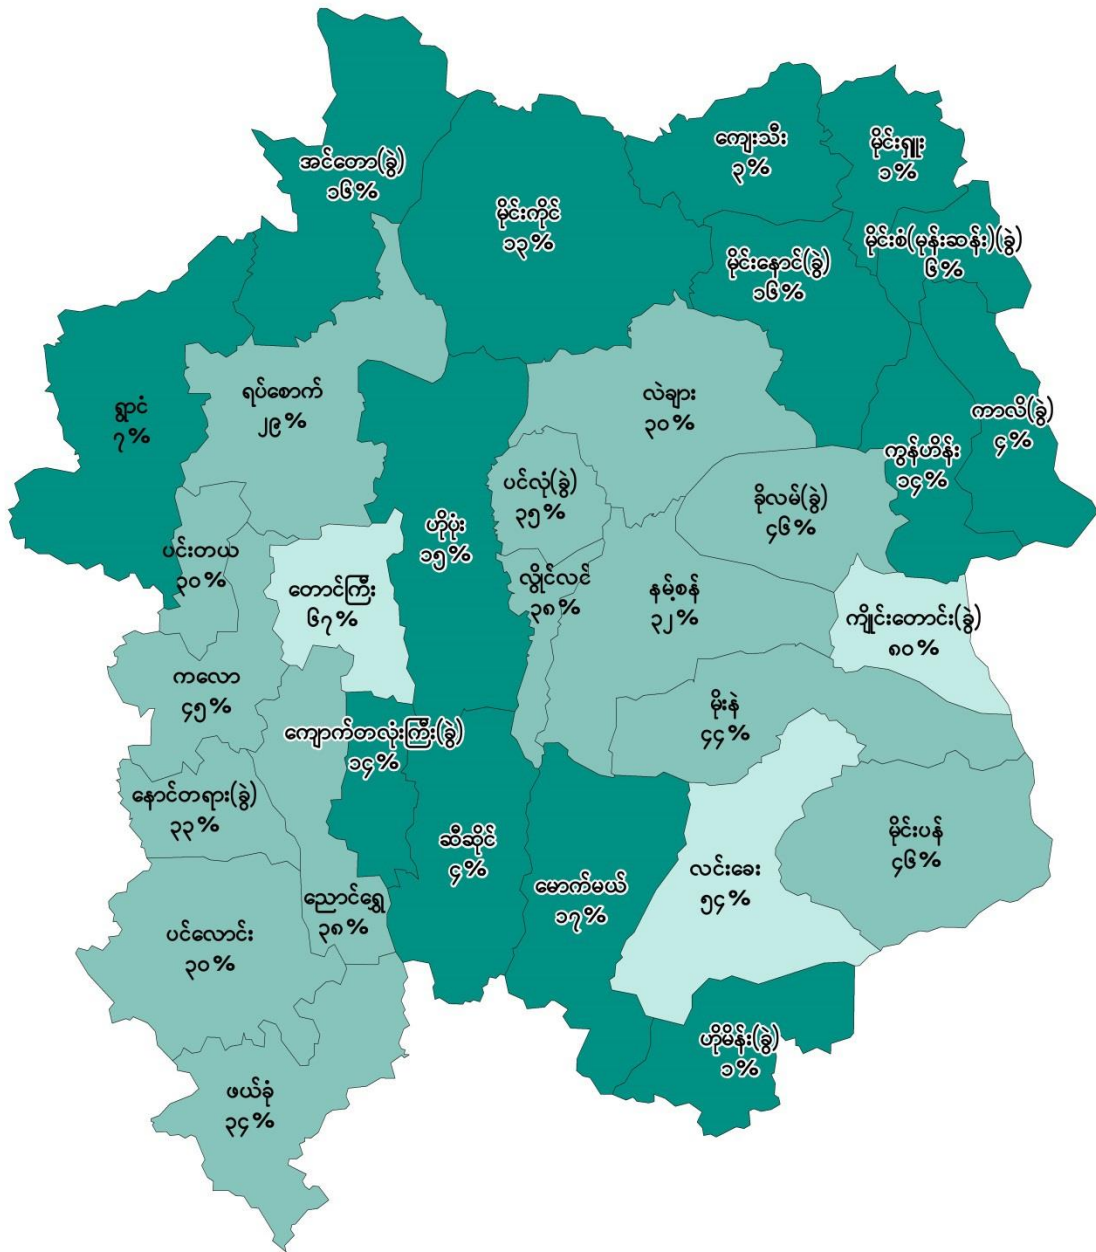 ကျေးသီး
၃%
မိုင်းရှူး
၁%
အင်တော(ခွဲ)
၁၆%
မိုင်းကိုင်
၁၃%
မိုင်းစံ(မုန်းဆန်း)(ခွဲ)
၆%
မိုင်းနောင်(ခွဲ)
၁၆%
ရပ်စောက်
၂၉%
လဲချား
၃၀%
ရွာငံ
၇%
ကာလိ(ခွဲ)
၄%
ကွန်ဟိန်း
၁၄%
ပင်လုံ(ခွဲ)
၃၅%
ခိုလမ်(ခွဲ)
၄၆%
ဟိုပုံး
၁၅%
ပင်းတယ
၃၀%
တောင်ကြီး
၆၇%
လွိုင်လင်
၃၈%
နမ့်စန်
၃၂%
ကျိုင်းတောင်း(ခွဲ)
၈၀%
ကလော
၄၅%
မိုးနဲ
၄၄%
ကျောက်တလုံးကြီး(ခွဲ)
၁၄%
နောင်တရား(ခွဲ)
၃၃%
ဆီဆိုင်
၄%
မိုင်းပန်
၄၆%
လင်းခေး
၅၄%
မောက်မယ်
၁၇%
ညောင်ရွှေ
၃၈%
ပင်လောင်း
၃၀%
ဟိုမိန်း(ခွဲ)
၁%
ဖယ်ခုံ
၃၄%